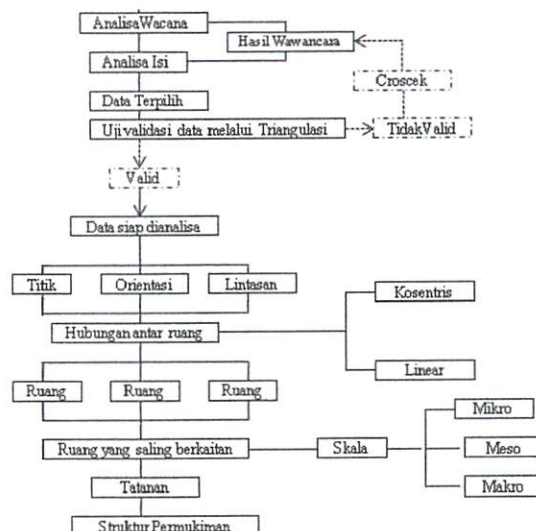 AnalisaWacana
Hasil Wawancara
Analisa Isi
Croscek
Data Terpilih
Uji validasi data melalui Triangulasi
TidakValid
Valid
Data siap dianalisa
Titik
Orientasi
Lintasan
Kosentris
Hubungan antar ruang
Linear
Ruang
Ruang
Ruang
Mikro
Ruang yang saling berkaitan
Skala
Meso
Tatanan
Makro
Struktur Permukiman